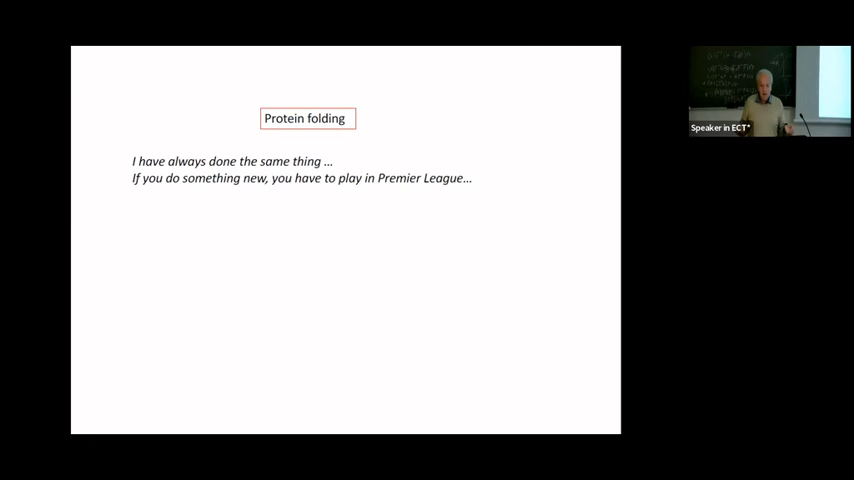 Protein folding
I have always done the same thing ...
If you do something new, you have to play in Premier League...
Speaker in ECT*